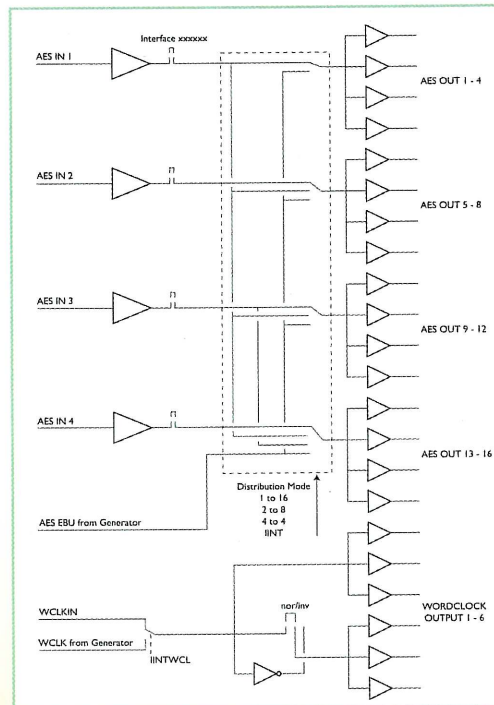 Interface xxxxxx
AES IN 1
AES OUT 1 - 4
AES IN 2
AES OUT 5 - 8
AES IN 3
AES OUT 9 - 12
AES IN 4
AES OUT 13 - 16
Distribution Mode
1 to 16
2 to 8
4 to 4
IINT
AES EBU from Generator
WCLKIN
nor/inv
WORDCLOCK
OUTPUT 1 - 6
WCLK from Generator
IINTWCL